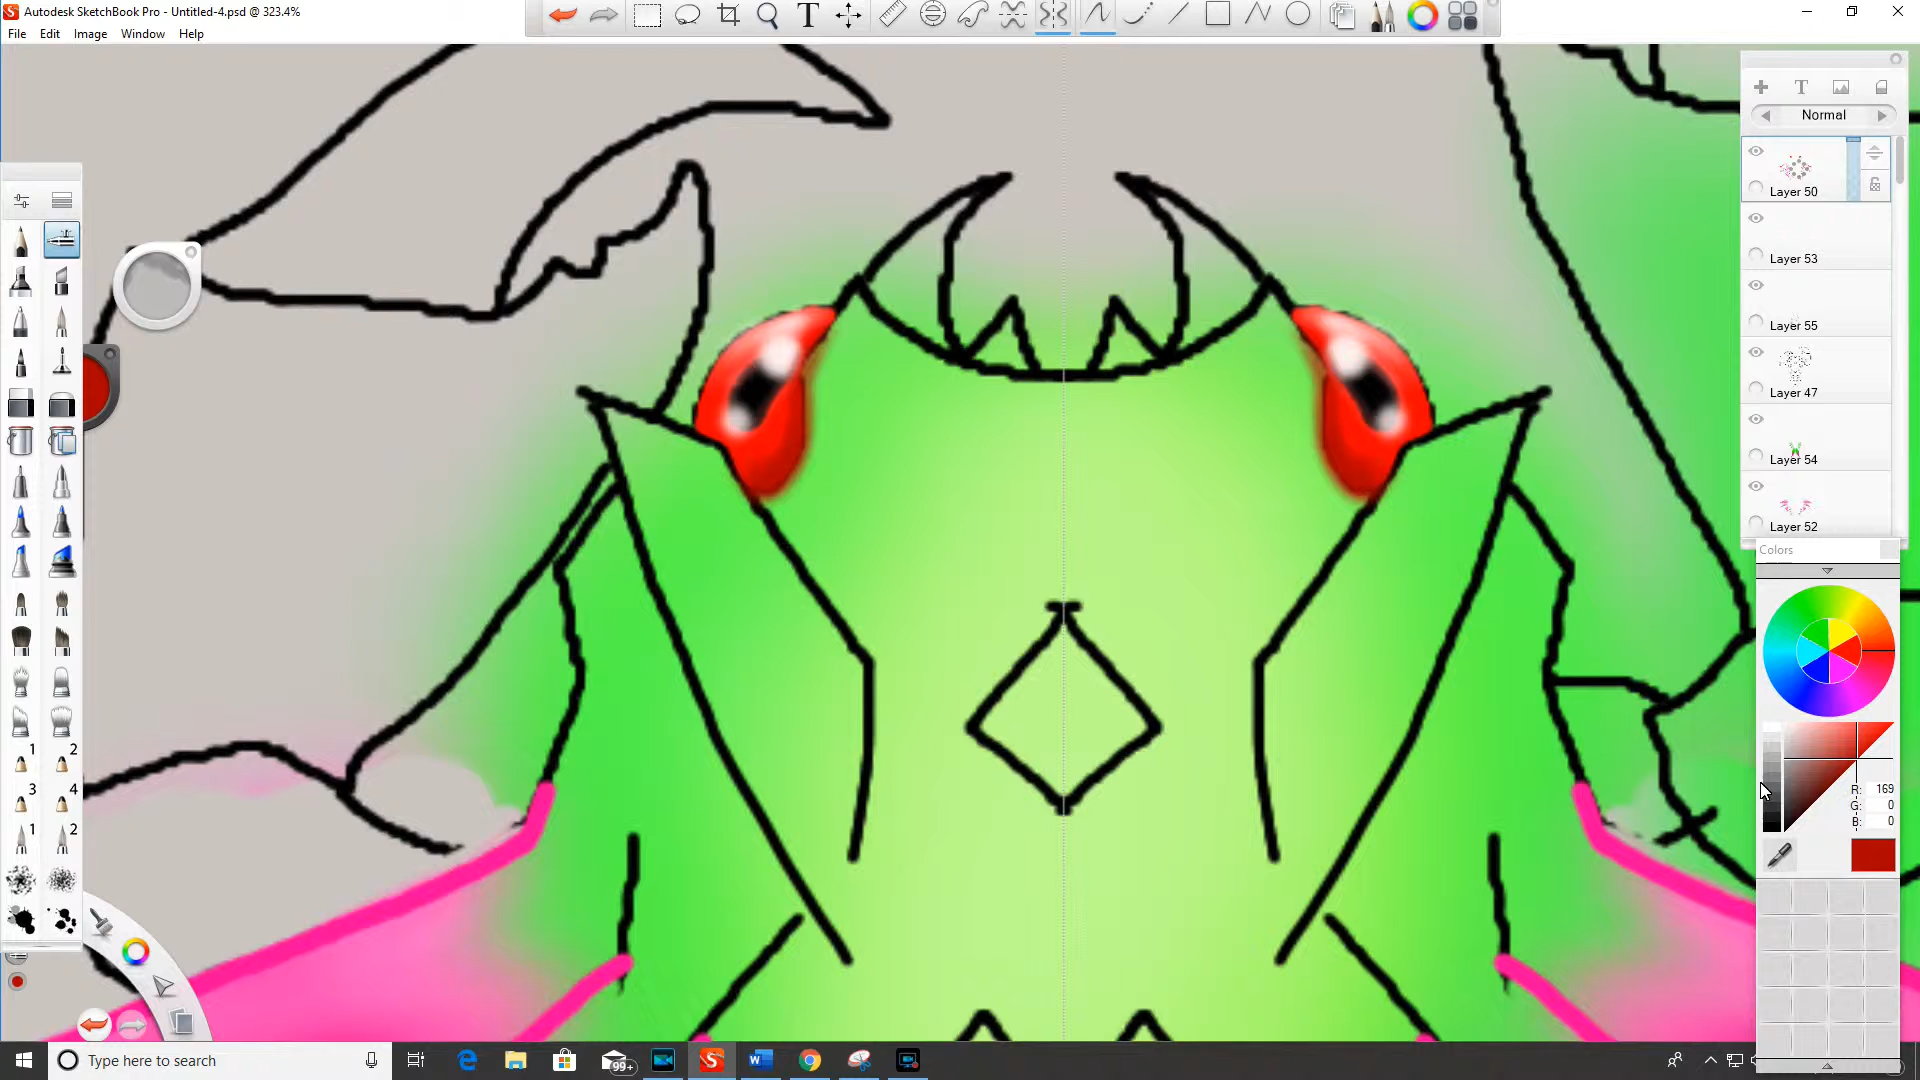 Autodesk SketchBook Pro - Untitled-4.psd @ 323.4%
File Edit Image Window Help
T
Normal
Layer 50
Layer 53
Layer 55
Layer 47
Layer 54
Layer 52
Colors
R: 169
G: 0
B: 0
1 2
3 4
1 2
Type here to search
99+